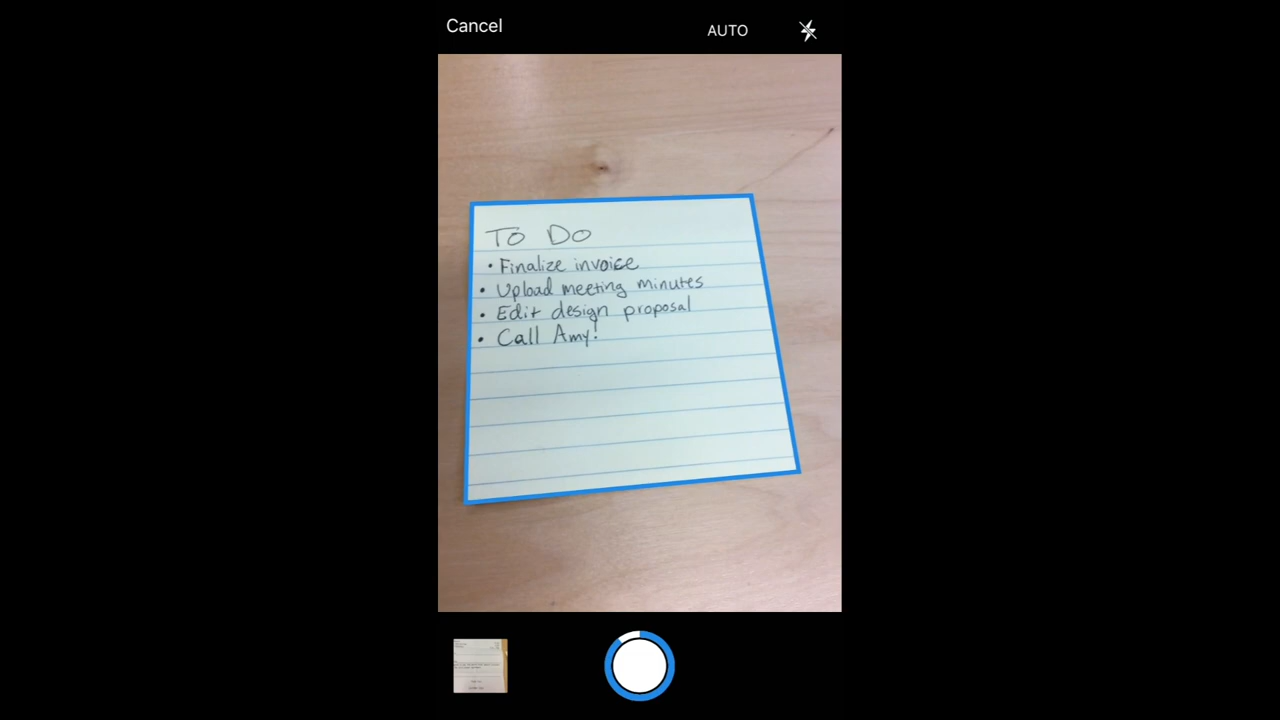 Cancel
AUTO
To Do
• Finalize invoice
• Upload meeting minutes
• Edit design proposal
• Call Amy!